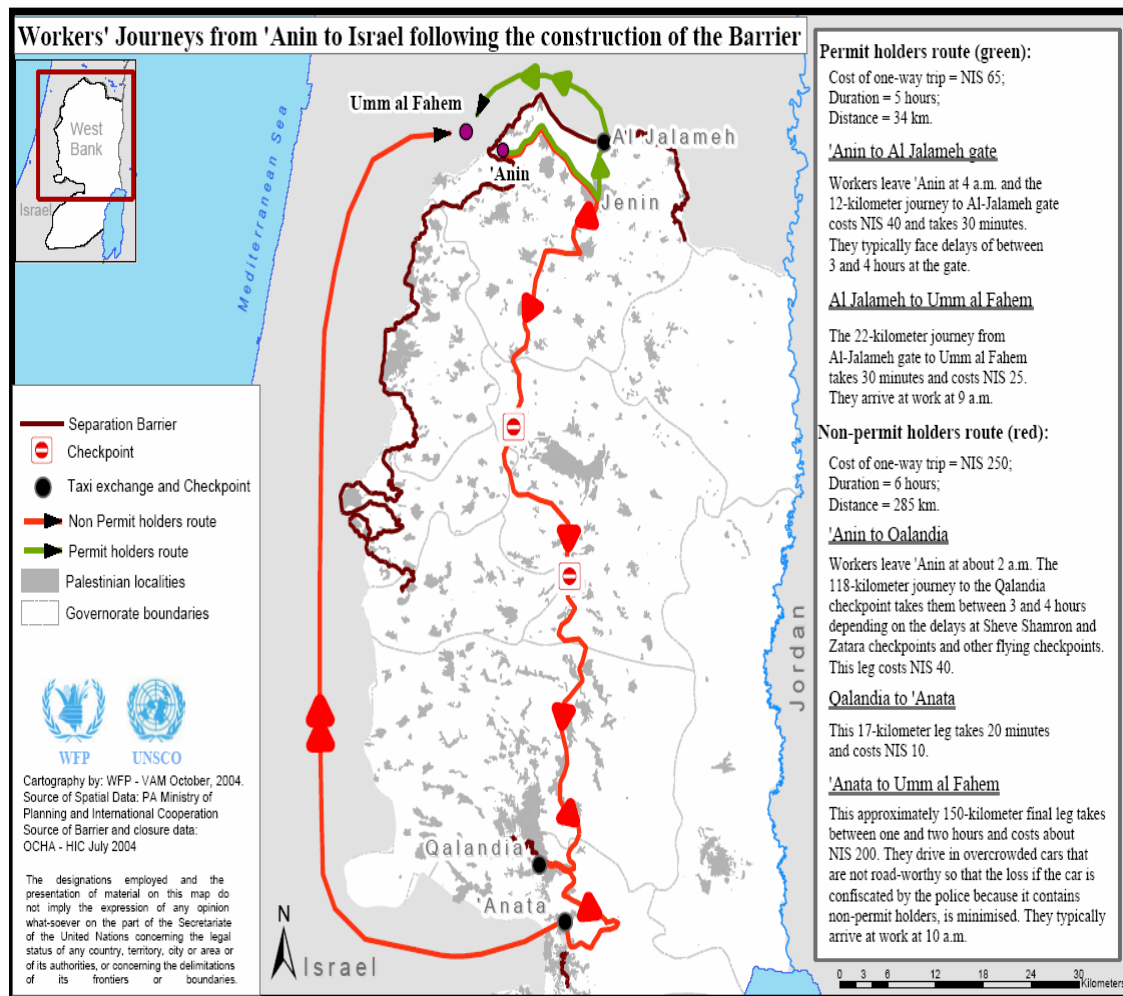 Workers' Journeys from 'Anin to Israel following the construction of the Barrier
West
Bank
Israel
Mediterranean Sea
Umm al Fahem
Al Jalameh
'Anin
Jenin
Jordan
Qalandia
'Anata
N
Israel
Separation Barrier
Checkpoint
Taxi exchange and Checkpoint
Non Permit holders route
Permit holders route
Palestinian localities
Governorate boundaries
WFP
UNSCO
Cartography by: WFP - VAM October, 2004.
Source of Spatial Data: PA Ministry of
Planning and International Cooperation
Source of Barrier and closure data:
OCHA - HIC July 2004
The designations employed and the
presentation of material on this map do
not imply the expression of any opinion
what-soever on the part of the Secretariate
of the United Nations concerning the legal
status of any country, territory, city or area or
of its authorities, or concerning the delimitations
of its frontiers or boundaries.
Permit holders route (green):
Cost of one-way trip = NIS 65;
Duration = 5 hours;
Distance = 34 km.
'Anin to Al Jalameh gate
Workers leave 'Anin at 4 a.m. and the
12-kilometer journey to Al-Jalameh gate
costs NIS 40 and takes 30 minutes.
They typically face delays of between
3 and 4 hours at the gate.
Al Jalameh to Umm al Fahem
The 22-kilometer journey from
Al-Jalameh gate to Umm al Fahem
takes 30 minutes and costs NIS 25.
They arrive at work at 9 a.m.
Non-permit holders route (red):
Cost of one-way trip = NIS 250;
Duration = 6 hours;
Distance = 285 km.
'Anin to Qalandia
Workers leave 'Anin at about 2 a.m. The
118-kilometer journey to the Qalandia
checkpoint takes them between 3 and 4 hours
depending on the delays at Sheve Shamron and
Zatara checkpoints and other flying checkpoints.
This leg costs NIS 40.
Qalandia to 'Anata
This 17-kilometer leg takes 20 minutes
and costs NIS 10.
'Anata to Umm al Fahem
This approximately 150-kilometer final leg takes
between one and two hours and costs about
NIS 200. They drive in overcrowded cars that
are not road-worthy so that the loss if the car is
confiscated by the police because it contains
non-permit holders, is minimised. They typically
arrive at work at 10 a.m.
0 3 6 12 18 24 30
Kilometers